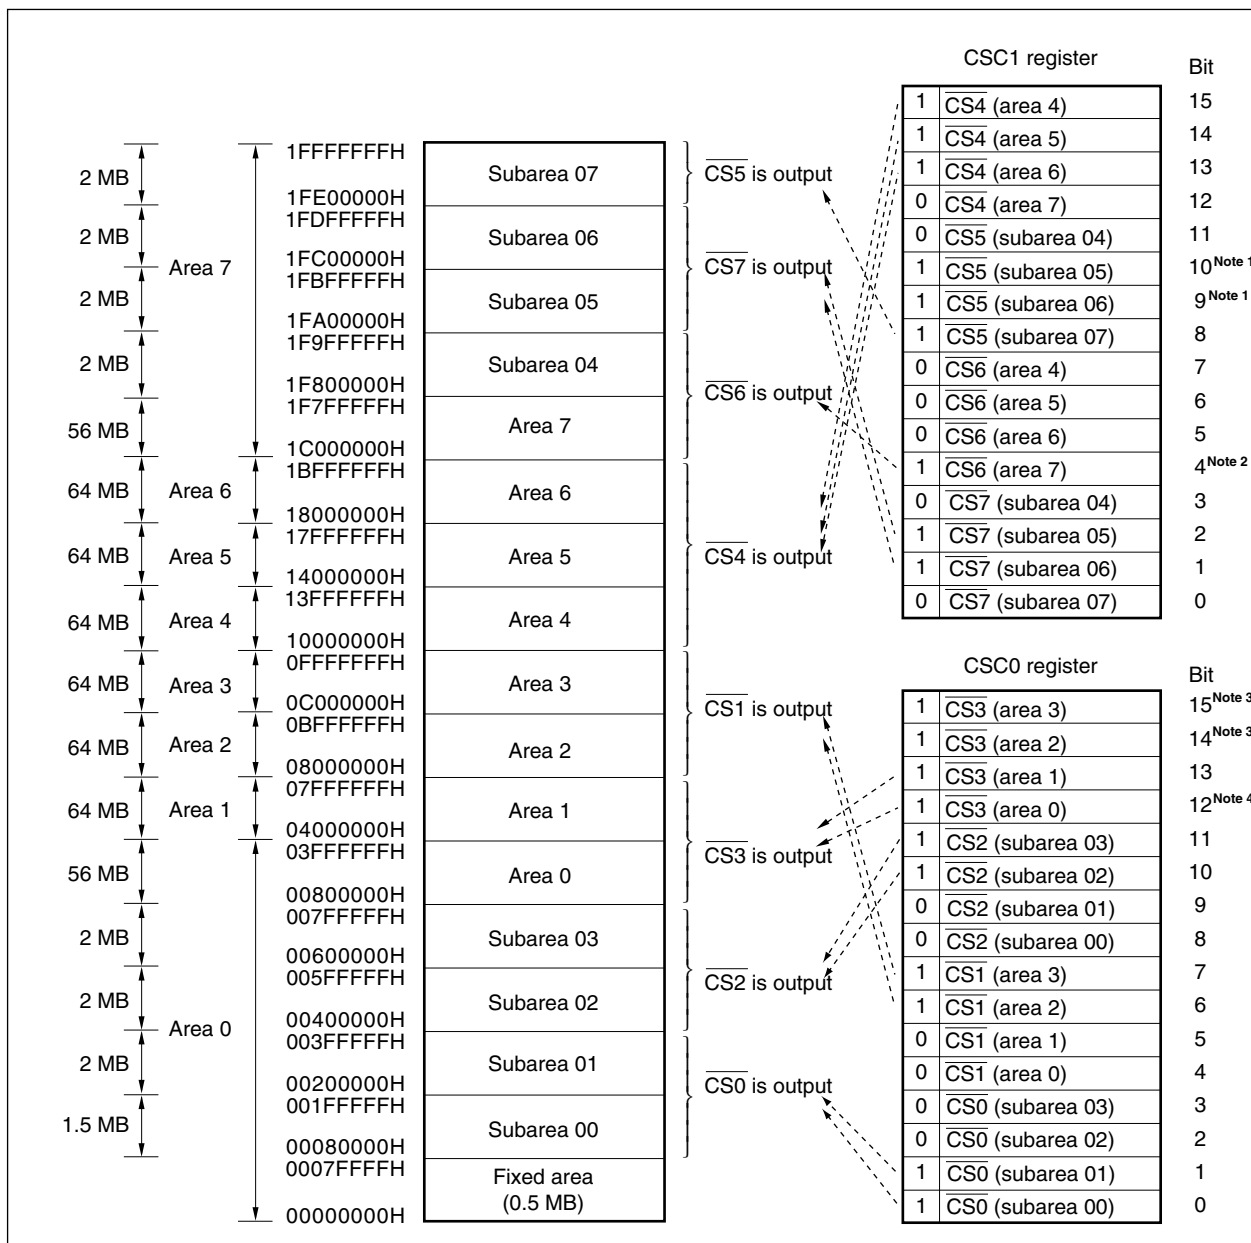 CSC1 register
Bit
1 CS4 (area 4) 15
1 CS4 (area 5) 14
1 CS4 (area 6) 13
0 CS4 (area 7) 12
0 CS5 (subarea 04) 11
1 CS5 (subarea 05) 10 Note 1
1 CS5 (subarea 06) 9 Note 1
1 CS5 (subarea 07) 8
0 CS6 (area 4) 7
0 CS6 (area 5) 6
0 CS6 (area 6) 5
1 CS6 (area 7) 4 Note 2
0 CS7 (subarea 04) 3
1 CS7 (subarea 05) 2
1 CS7 (subarea 06) 1
0 CS7 (subarea 07) 0
CSC0 register
Bit
1 CS3 (area 3) 15 Note 3
1 CS3 (area 2) 14 Note 3
1 CS3 (area 1) 13
1 CS3 (area 0) 12 Note 4
1 CS2 (subarea 03) 11
1 CS2 (subarea 02) 10
0 CS2 (subarea 01) 9
0 CS2 (subarea 00) 8
1 CS1 (area 3) 7
1 CS1 (area 2) 6
0 CS1 (area 1) 5
0 CS1 (area 0) 4
0 CS0 (subarea 03) 3
0 CS0 (subarea 02) 2
1 CS0 (subarea 01) 1
1 CS0 (subarea 00) 0
2 MB
2 MB
2 MB
2 MB
56 MB
64 MB
64 MB
64 MB
64 MB
64 MB
64 MB
56 MB
2 MB
2 MB
2 MB
1.5 MB
Area 7
Area 6
Area 5
Area 4
Area 3
Area 2
Area 1
Area 0
1FFFFFFFH
1FE00000H
1FDFFFFFH
1FC00000H
1FBFFFFFH
1FA00000H
1F9FFFFFH
1F800000H
1F7FFFFFH
1C000000H
1BFFFFFFH
18000000H
17FFFFFFH
14000000H
13FFFFFFH
10000000H
0FFFFFFFH
0C000000H
0BFFFFFFH
08000000H
07FFFFFFH
04000000H
03FFFFFFH
00800000H
007FFFFFH
00600000H
005FFFFFH
00400000H
003FFFFFH
00200000H
001FFFFFH
00080000H
0007FFFFH
00000000H
Subarea 07
Subarea 06
Subarea 05
Subarea 04
Area 7
Area 6
Area 5
Area 4
Area 3
Area 2
Area 1
Area 0
Subarea 03
Subarea 02
Subarea 01
Subarea 00
Fixed area
(0.5 MB)
CS5 is output
CS7 is output
CS6 is output
CS4 is output
CS1 is output
CS3 is output
CS2 is output
CS0 is output